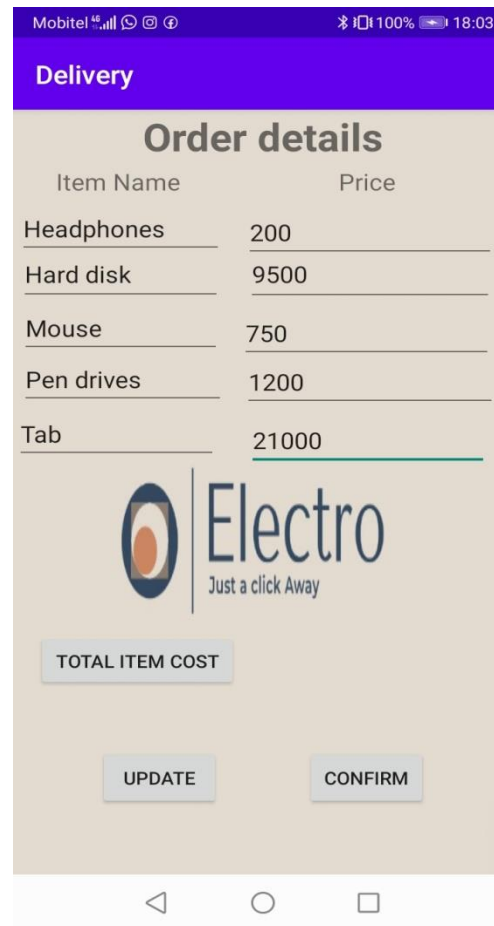 Mobitel 4G 100% 18:03
Delivery
Order details
Item Name Price
Headphones 200
Hard disk 9500
Mouse 750
Pen drives 1200
Tab 21000
Electro
Just a click Away
TOTAL ITEM COST
UPDATE CONFIRM